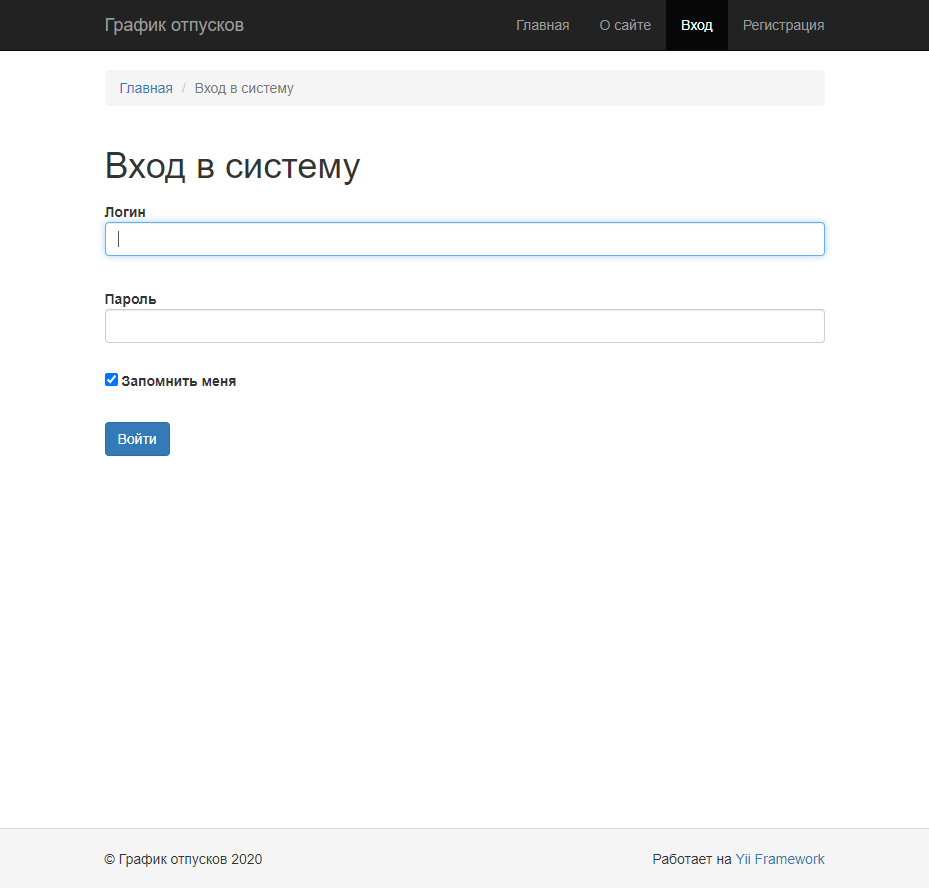 График отпусков Главная О сайте Вход Регистрация
Главная / Вход в систему
Вход в систему
Логин
Пароль
Запомнить меня
Войти
© График отпусков 2020 Работает на Yii Framework